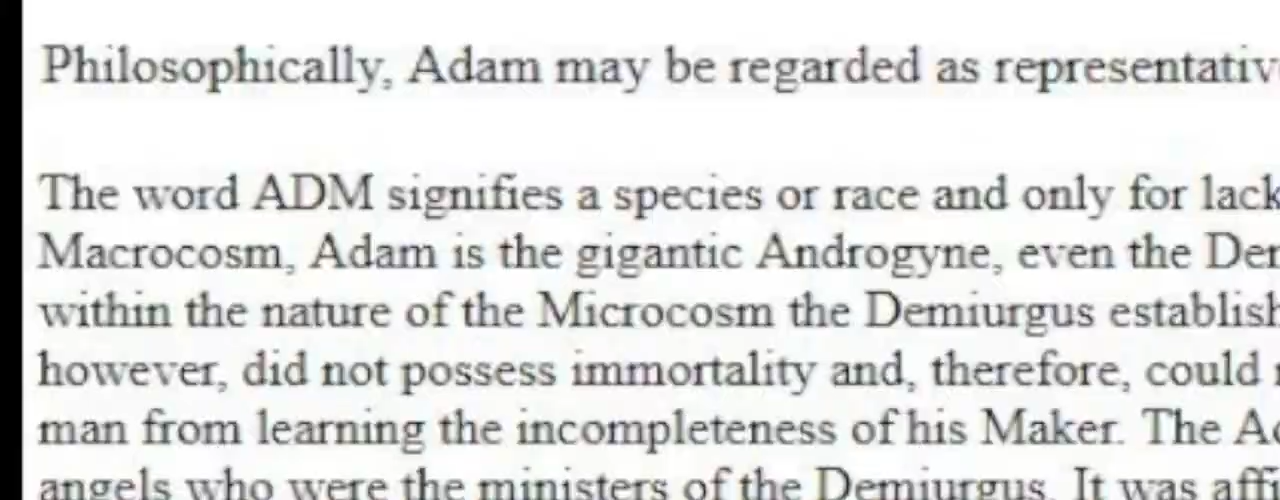 Philosophically, Adam may be regarded as representativ
The word ADM signifies a species or race and only for lack
Macrocosm, Adam is the gigantic Androgyne, even the
within the nature of the Microcosm the Demiurgus establish
however, did not possess immortality and, therefore, could
man from learning the incompleteness of his Maker. The
angels who were the ministers of the Demiurgus. It was